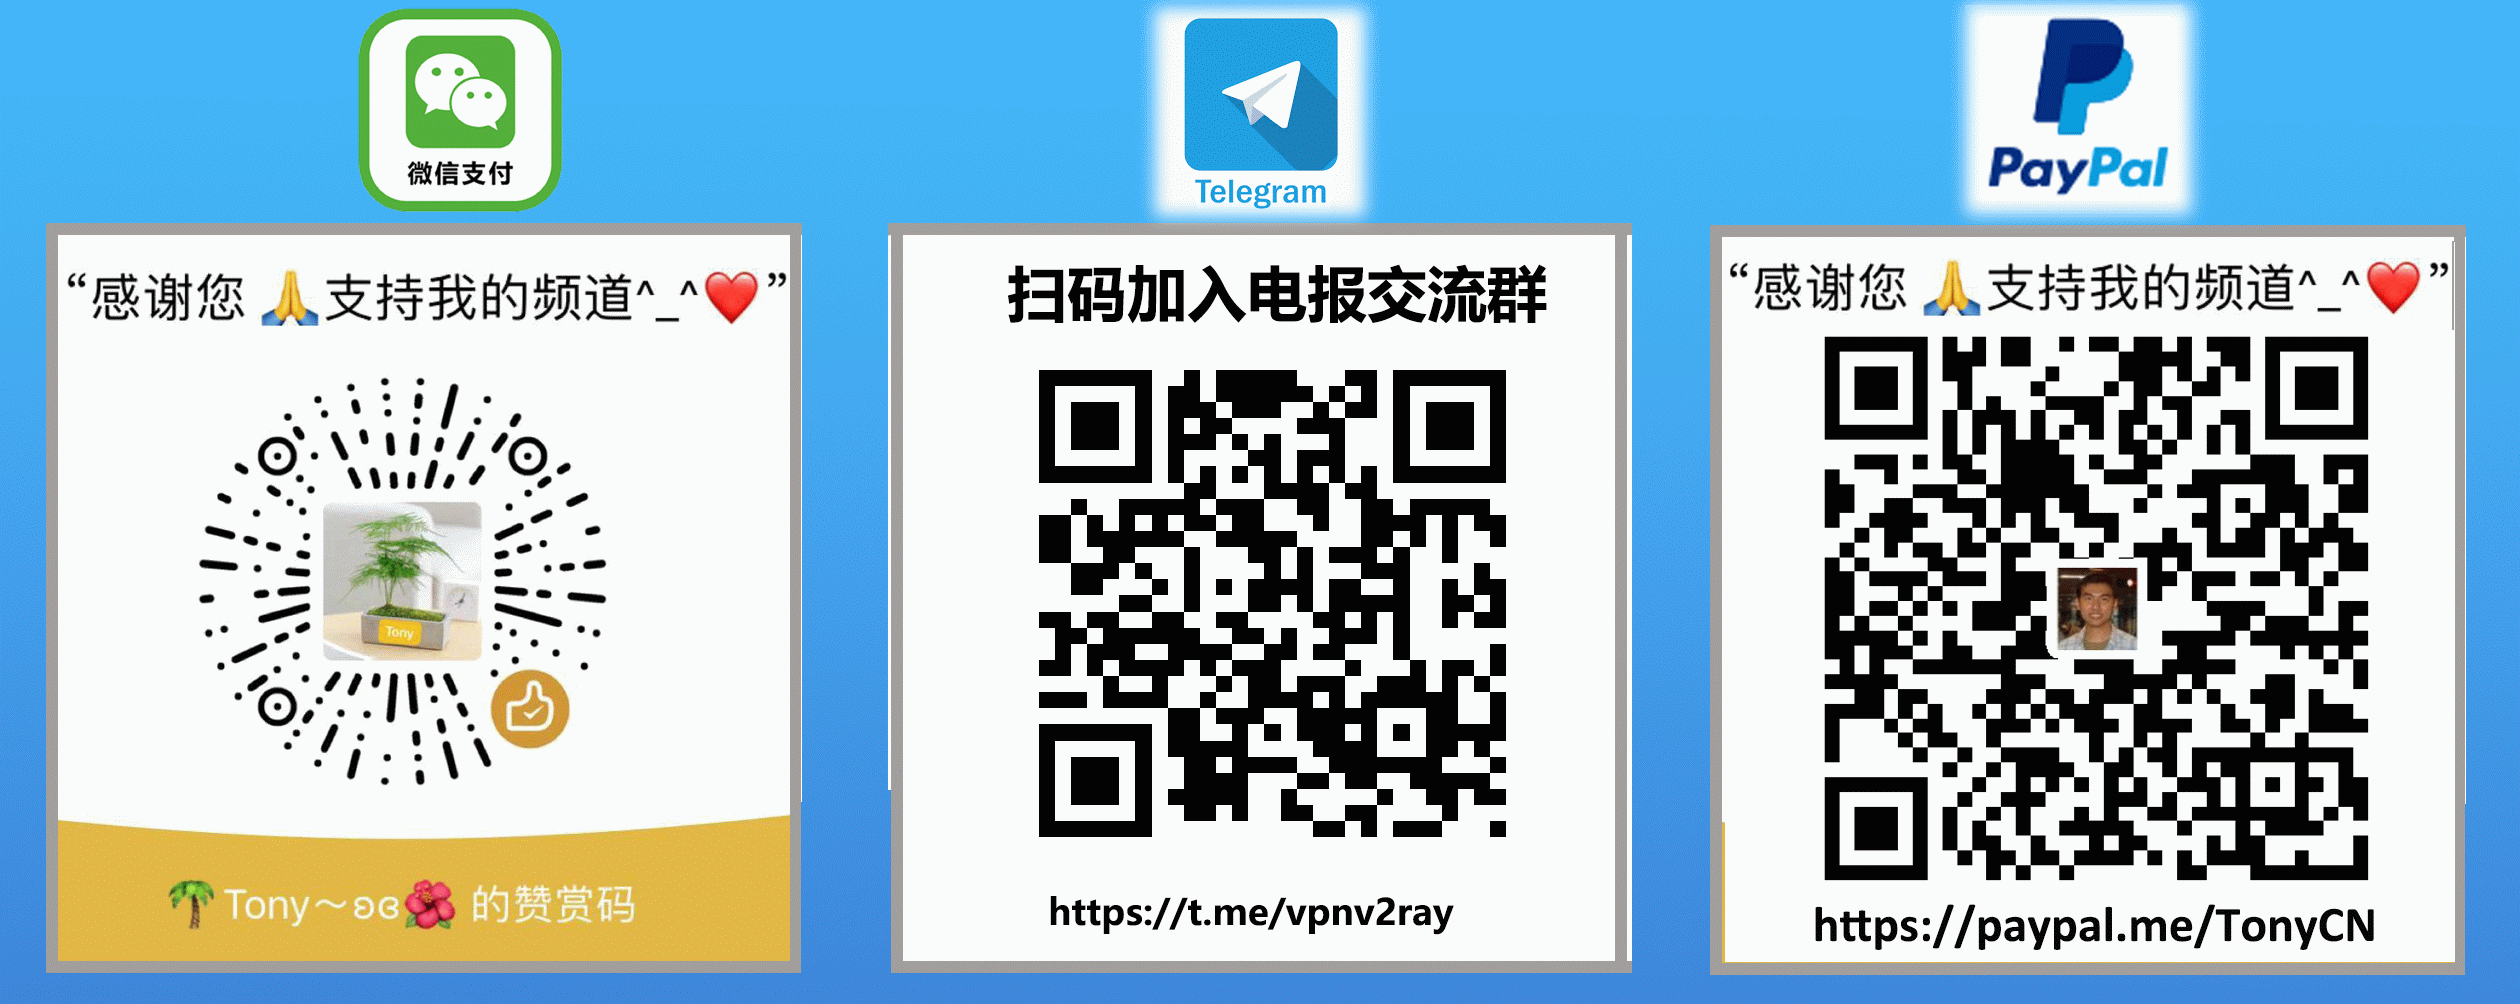 微信支付
“感谢您 🙏支持我的频道^_^❤️”
Tony
🌴Tony～ʚɞ🌺 的赞赏码
Telegram
扫码加入电报交流群
https://t.me/vpnv2ray
PayPal
“感谢您 🙏支持我的频道^_^❤️”
https://paypal.me/TonyCN